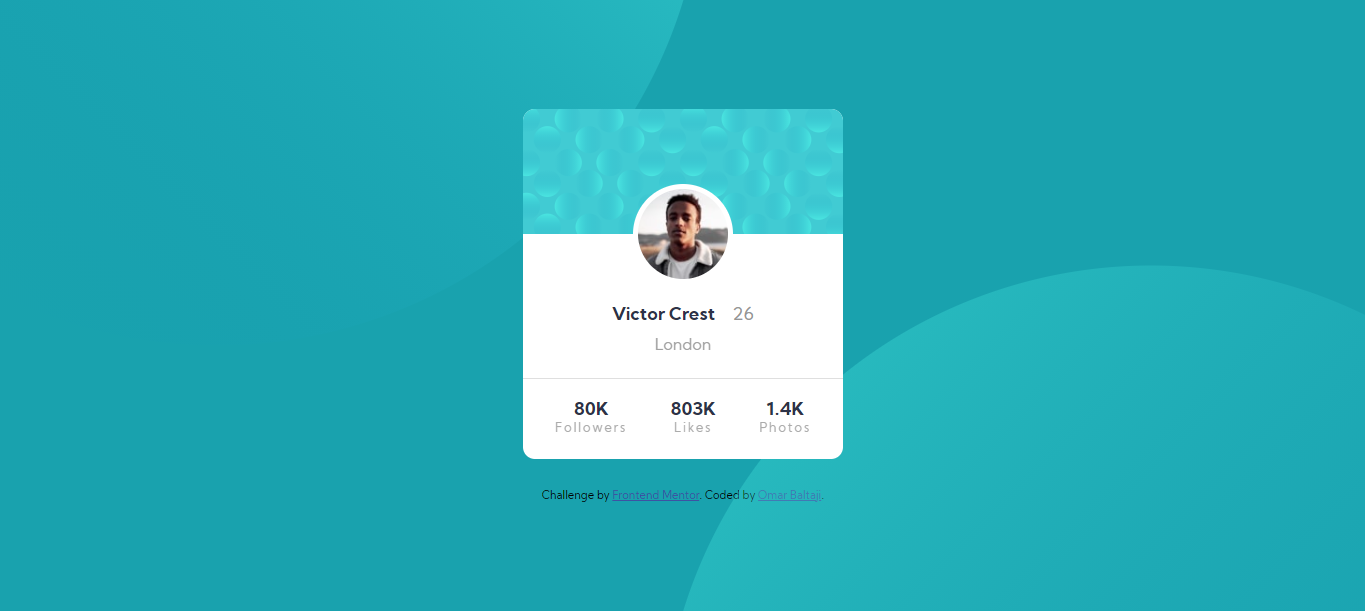 Victor Crest 26
London
80K 803K 1.4K
Followers Likes Photos
Challenge by Frontend Mentor. Coded by Omar Baltaji.